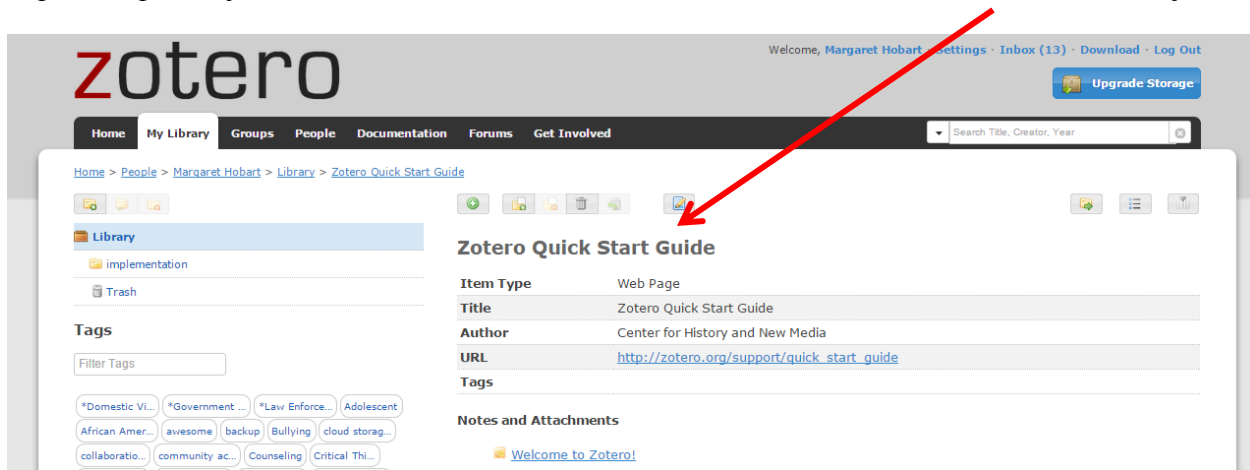 zotero
Welcome, Margaret Hobart · Settings · Inbox (13) · Download · Log Out
Upgrade Storage
Home My Library Groups People Documentation Forums Get Involved
Search Title, Creator, Year
Home > People > Margaret Hobart > Library > Zotero Quick Start Guide
Library
implementation
Trash
Tags
Filter Tags
*Domestic Vi... *Government ... *Law Enforce... Adolescent
African Amer... awesome backup Bullying cloud storag...
collaboratio... community ac... Counseling Critical Thi...
Zotero Quick Start Guide
Item Type Web Page
Title Zotero Quick Start Guide
Author Center for History and New Media
URL http://zotero.org/support/quick_start_guide
Tags
Notes and Attachments
Welcome to Zotero!